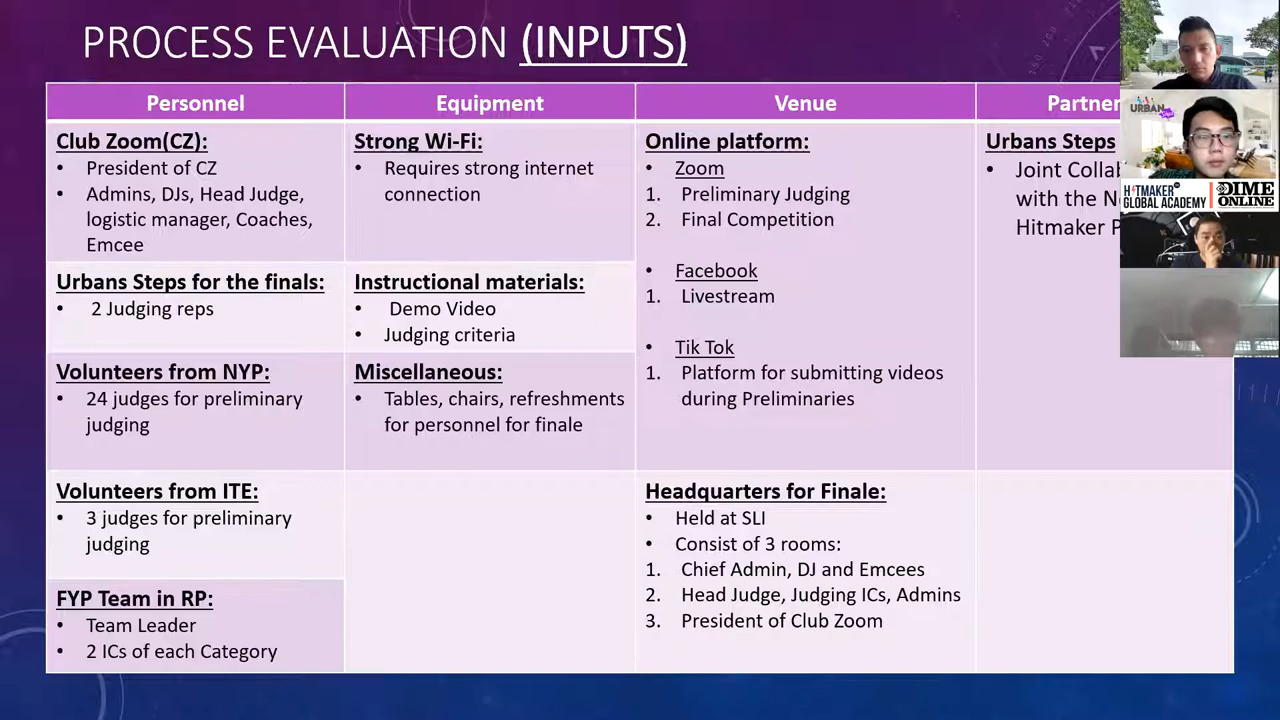 PROCESS EVALUATION (INPUTS)
Personnel
Equipment
Venue
Club Zoom(CZ):
• President of CZ
• Admins, DJs, Head Judge,
logistic manager, Coaches,
Emcee
Urbans Steps for the finals:
• 2 Judging reps
Volunteers from NYP:
• 24 judges for preliminary
judging
Volunteers from ITE:
• 3 judges for preliminary
judging
FYP Team in RP:
• Team Leader
• 2 ICs of each Category
Strong Wi-Fi:
• Requires strong internet
connection
Instructional materials:
• Demo Video
• Judging criteria
Miscellaneous:
• Tables, chairs, refreshments
for personnel for finale
Online platform:
• Zoom
1. Preliminary Judging
2. Final Competition
• Facebook
1. Livestream
• Tik Tok
1. Platform for submitting videos
during Preliminaries
Headquarters for Finale:
• Held at SLI
• Consist of 3 rooms:
1. Chief Admin, DJ and Emcees
2. Head Judge, Judging ICs, Admins
3. President of Club Zoom
Urbans Steps
• Joint
with the
Hitmaker
URBAN
HITMAKER
GLOBAL ACADEMY
DIME
ONLINE